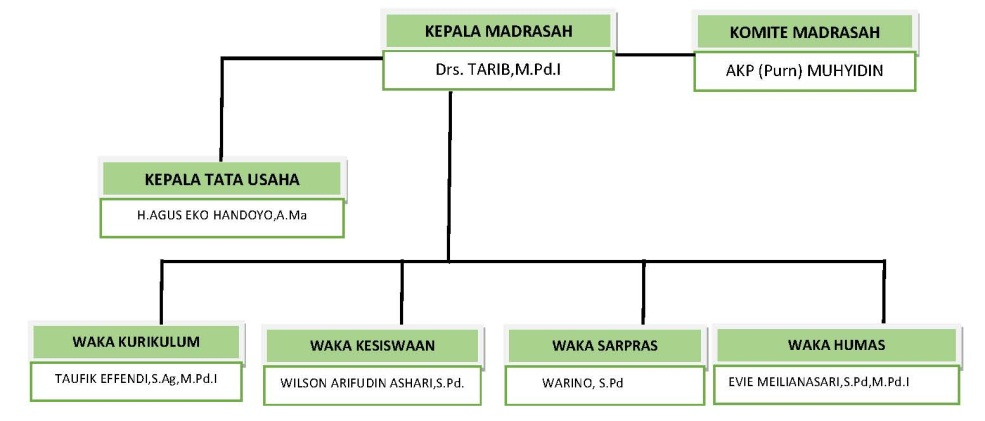 KEPALA MADRASAH
Drs. TARIB,M.Pd.I
KOMITE MADRASAH
AKP (Purn) MUHYIDIN
KEPALA TATA USAHA
H.AGUS EKO HANDOYO,A.Ma
WAKA KURIKULUM
TAUFIK EFFENDI,S.Ag,M.Pd.I
WAKA KESISWAAN
WILSON ARIFUDIN ASHARI,S.Pd.
WAKA SARPRAS
WARINO, S.Pd
WAKA HUMAS
EVIE MEILIANASARI,S.Pd,M.Pd.I